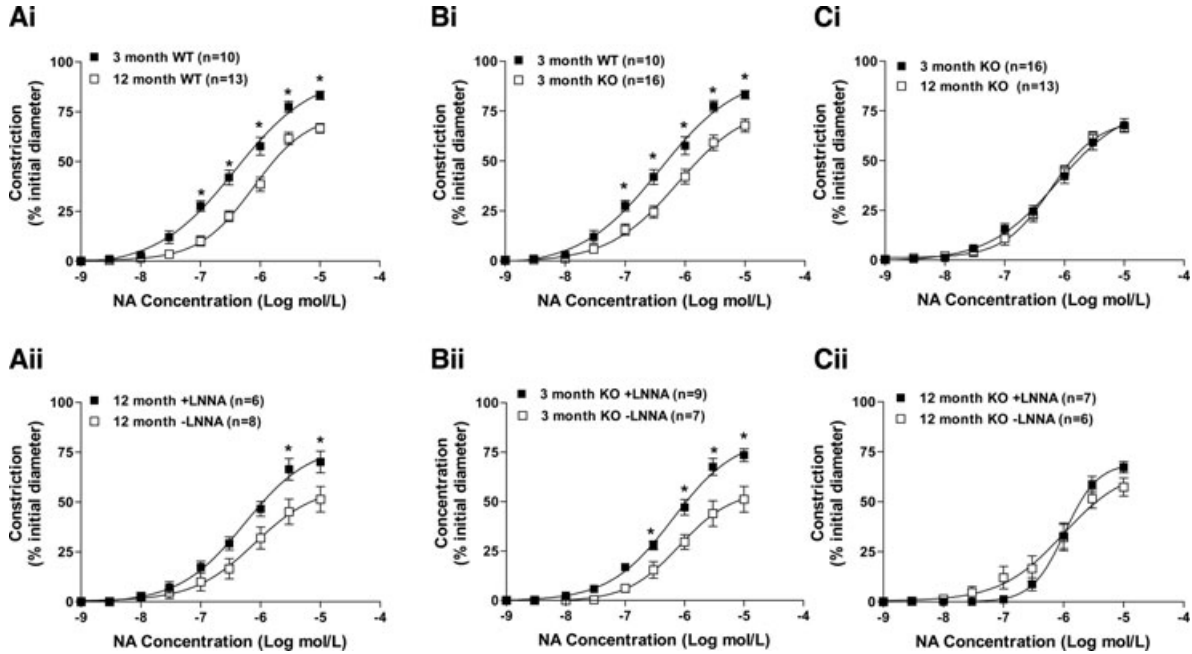 Ai
3 month WT (n=10)
12 month WT (n=13)
Constriction
(% initial diameter)
100
75
50
25
0
* * * * *
-9 -8 -7 -6 -5 -4
NA Concentration (Log mol/L)
Bi
3 month WT (n=10)
3 month KO (n=16)
Constriction
(% initial diameter)
100
75
50
25
0
* * * * *
-9 -8 -7 -6 -5 -4
NA Concentration (Log mol/L)
Ci
3 month KO (n=16)
12 month KO (n=13)
Constriction
(% initial diameter)
100
75
50
25
0
-9 -8 -7 -6 -5 -4
NA Concentration (Log mol/L)
Aii
12 month +LNNA (n=6)
12 month -LNNA (n=8)
Constriction
(% initial diameter)
100
75
50
25
0
* *
-9 -8 -7 -6 -5 -4
NA Concentration (Log mol/L)
Bii
3 month KO +LNNA (n=9)
3 month KO -LNNA (n=7)
Concentration
(% initial diameter)
100
75
50
25
0
* * * *
-9 -8 -7 -6 -5 -4
NA Concentration (Log mol/L)
Cii
12 month KO +LNNA (n=7)
12 month KO -LNNA (n=6)
Constriction
(% initial diameter)
100
75
50
25
0
-9 -8 -7 -6 -5 -4
NA Concentration (Log mol/L)